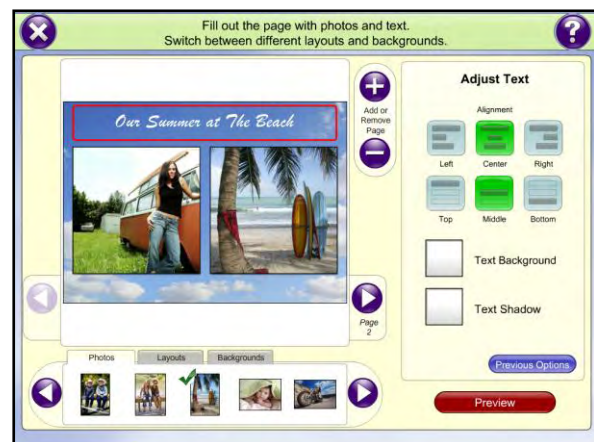 Fill out the page with photos and text.
Switch between different layouts and backgrounds.
?
Our Summer at The Beach
Add or
Remove
Page
Page
2
Photos
Layouts
Backgrounds
Adjust Text
Alignment
Left
Center
Right
Top
Middle
Bottom
Text Background
Text Shadow
Previous Options
Preview